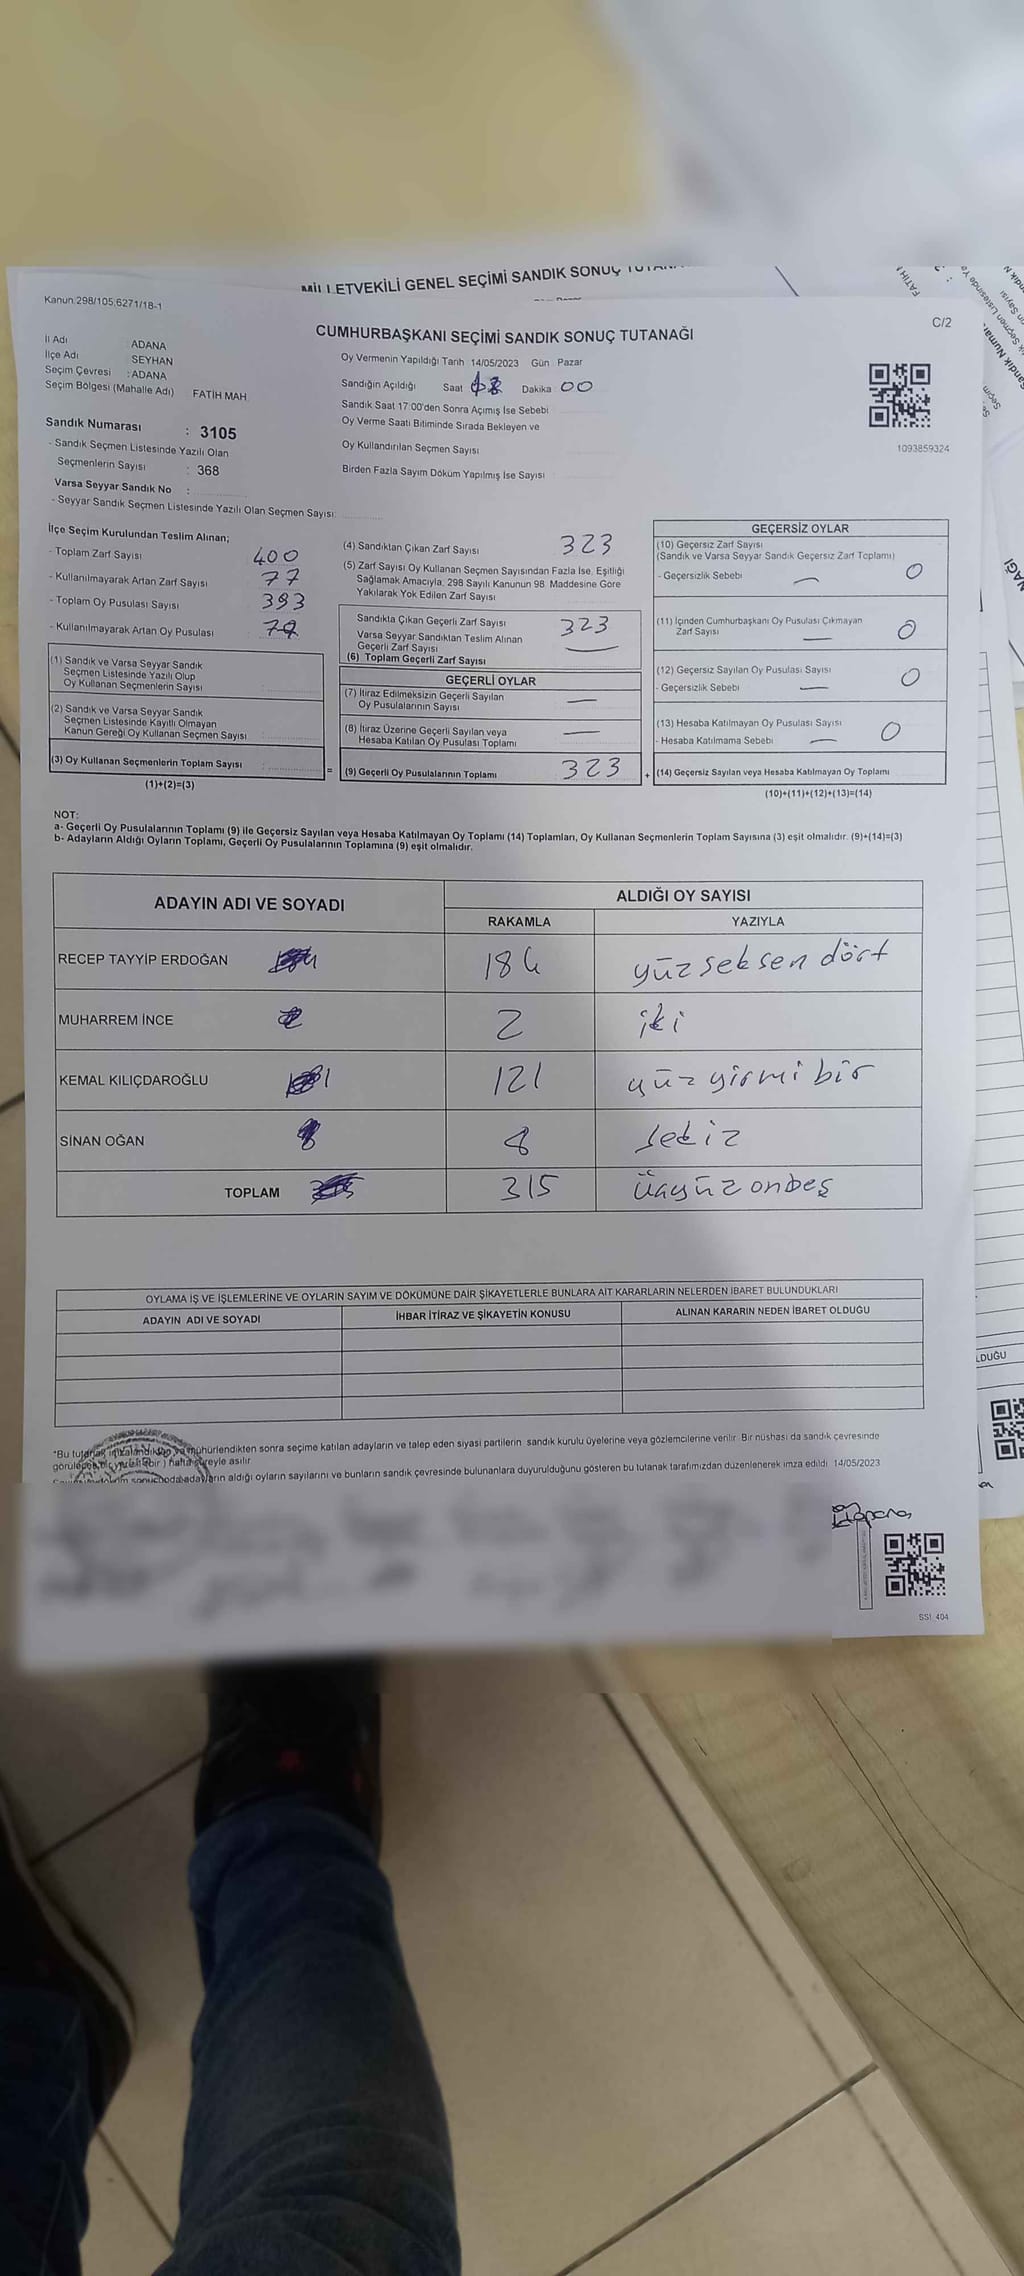 MİLLETVEKİLİ GENEL SEÇİMİ SANDIK SONUÇ
Kanun 298/105,6271/18-1
C/2
CUMHURBAŞKANI SEÇİMİ SANDIK SONUÇ TUTANAĞI
İl Adı ADANA
İlçe Adı SEYHAN
Seçim Çevresi : ADANA
Seçim Bölgesi (Mahalle Adı) FATİH MAH.
Oy Vermenin Yapıldığı Tarih 14/05/2023 Gün Pazar
Sandığın Açıldığı Saat Dakika 00
Sandık Saat 17:00'den Sonra Açımış İse Sebebi
Oy Verme Saati Bitiminde Sırada Bekleyen ve
Oy Kullandırılan Seçmen Sayısı
Birden Fazla Sayım Döküm Yapılmış İse Sayısı
1093859324
Sandık Numarası : 3105
- Sandık Seçmen Listesinde Yazılı Olan
Seçmenlerin Sayısı : 368
Varsa Seyyar Sandık No :
- Seyyar Sandık Seçmen Listesinde Yazılı Olan Seçmen Sayısı:
İlçe Seçim Kurulundan Teslim Alınan;
- Toplam Zarf Sayısı 400
- Kullanılmayarak Artan Zarf Sayısı 77
- Toplam Oy Pusulası Sayısı 393
- Kullanılmayarak Artan Oy Pusulası
(1) Sandık ve Varsa Seyyar Sandık
Seçmen Listesinde Yazılı Olup
Oy Kullanan Seçmenlerin Sayısı
(2) Sandık ve Varsa Seyyar Sandık
Seçmen Listesinde Kayıtlı Olmayan
Kanun Gereği Oy Kullanan Seçmen Sayısı
(3) Oy Kullanan Seçmenlerin Toplam Sayısı :
(1)+(2)=(3)
=
(4) Sandıktan Çıkan Zarf Sayısı 323
(5) Zarf Sayısı Oy Kullanan Seçmen Sayısından Fazla İse, Eşitliği
Sağlamak Amacıyla, 298 Sayılı Kanunun 98. Maddesine Göre
Yakılarak Yok Edilen Zarf Sayısı
Sandıkta Çıkan Geçerli Zarf Sayısı 323
Varsa Seyyar Sandıktan Teslim Alınan
Geçerli Zarf Sayısı —
(6) Toplam Geçerli Zarf Sayısı
GEÇERLİ OYLAR
(7) İtiraz Edilmeksizin Geçerli Sayılan
Oy Pusulalarının Sayısı —
(8) İtiraz Üzerine Geçerli Sayılan veya
Hesaba Katılan Oy Pusulası Toplamı —
(9) Geçerli Oy Pusulalarının Toplamı 323
+
GEÇERSİZ OYLAR
(10) Geçersiz Zarf Sayısı
(Sandık ve Varsa Seyyar Sandık Geçersiz Zarf Toplamı)
- Geçersizlik Sebebi — 0
(11) İçinden Cumhurbaşkanı Oy Pusulası Çıkmayan
Zarf Sayısı — 0
(12) Geçersiz Sayılan Oy Pusulası Sayısı 0
- Geçersizlik Sebebi —
(13) Hesaba Katılmayan Oy Pusulası Sayısı 0
- Hesaba Katılmama Sebebi —
(14) Geçersiz Sayılan veya Hesaba Katılmayan Oy Toplamı
(10)+(11)+(12)+(13)=(14)
NOT:
a- Geçerli Oy Pusulalarının Toplamı (9) ile Geçersiz Sayılan veya Hesaba Katılmayan Oy Toplamı (14) Toplamları, Oy Kullanan Seçmenlerin Toplam Sayısına (3) eşit olmalıdır. (9)+(14)=(3)
b- Adayların Aldığı Oyların Toplamı, Geçerli Oy Pusulalarının Toplamına (9) eşit olmalıdır.
ADAYIN ADI VE SOYADI ALDIĞI OY SAYISI
RAKAMLA YAZIYLA
RECEP TAYYİP ERDOĞAN 184 yüzseksen dört
MUHARREM İNCE 2 iki
KEMAL KILIÇDAROĞLU 121 yüz yirmi bir
SİNAN OĞAN 8 sekiz
TOPLAM 315 üçyüz onbeş
OYLAMA İŞ VE İŞLEMLERİNE VE OYLARIN SAYIM VE DÖKÜMÜNE DAİR ŞİKAYETLERLE BUNLARA AİT KARARLARIN NELERDEN İBARET BULUNDUKLARI
ADAYIN ADI VE SOYADI İHBAR İTİRAZ VE ŞİKAYETİN KONUSU ALINAN KARARIN NEDEN İBARET OLDUĞU
*Bu tutanak imzalandıktan ve mühürlendikten sonra seçime katılan adayların ve talep eden siyasi partilerin sandık kurulu üyelerine veya gözlemcilerine verilir. Bir nüshası da sandık çevresinde
görülecek bir yere 1 (bir) hafta süreyle asılır.
sonucunda adayların aldığı oyların sayılarını ve bunların sandık çevresinde bulunanlara duyurulduğunu gösteren bu tutanak tarafımızdan düzenlenerek imza edildi 14/05/2023
SSİ 404
LDUĞU
FATİH M